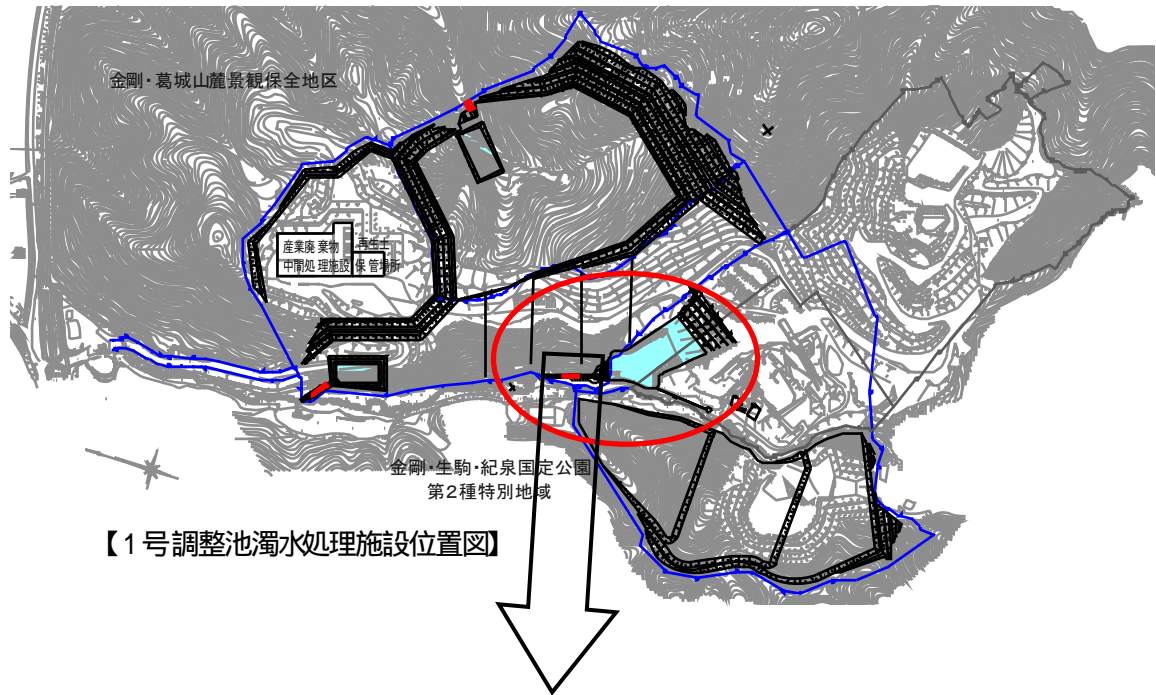 金剛・葛城山麓景観保全地区
産業廃棄物
中間処理施設
再生土
保管場所
金剛・生駒・紀泉国定公園
第2種特別地域
【1号調整池濁水処理施設位置図】